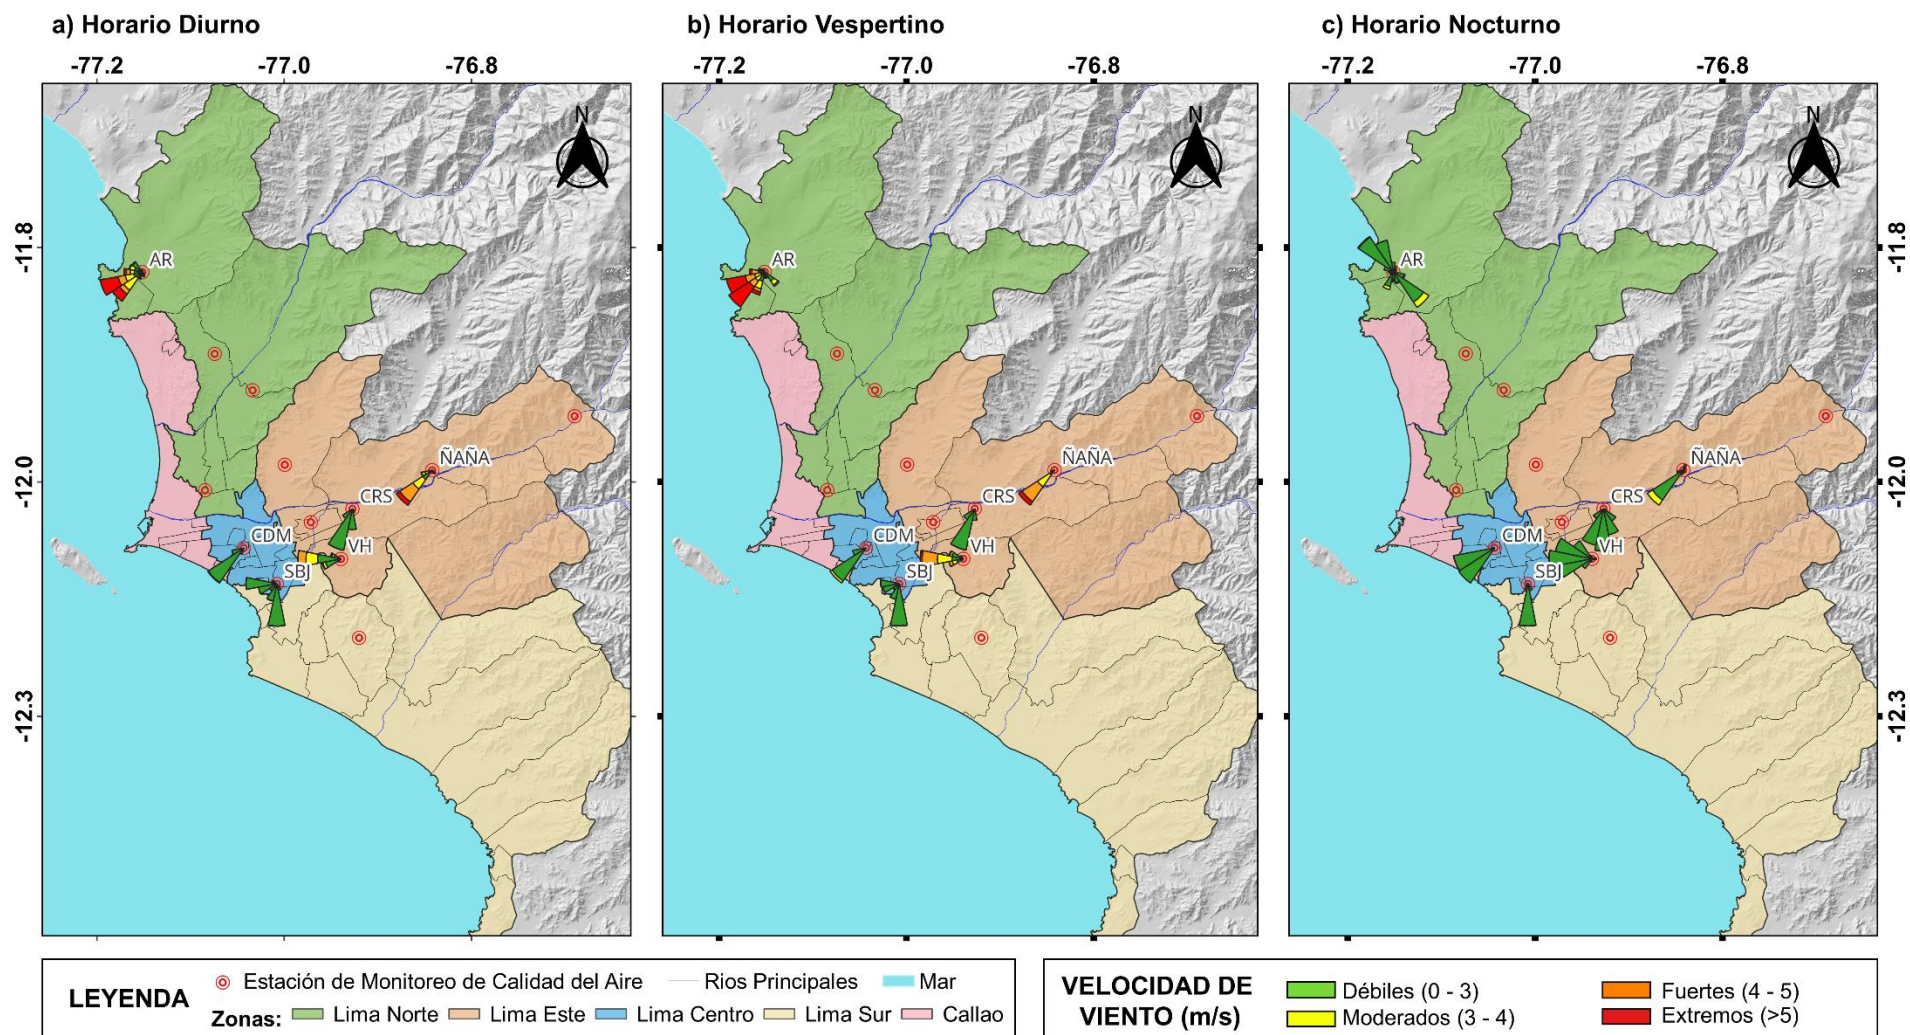 a) Horario Diurno
b) Horario Vespertino
c) Horario Nocturno
-77.2 -77.0 -76.8
-77.2 -77.0 -76.8
-77.2 -77.0 -76.8
-11.8
-12.0
-12.3
N
AR
ÑAÑA
CRS
CDM
VH
SBJ
N
AR
ÑAÑA
CRS
CDM
VH
SBJ
N
AR
ÑAÑA
CRS
CDM
VH
SBJ
-11.8
-12.0
-12.3
LEYENDA
Estación de Monitoreo de Calidad del Aire
Rios Principales
Mar
Zonas: Lima Norte Lima Este Lima Centro Lima Sur Callao
VELOCIDAD DE
VIENTO (m/s)
Débiles (0 - 3)
Fuertes (4 - 5)
Moderados (3 - 4)
Extremos (>5)